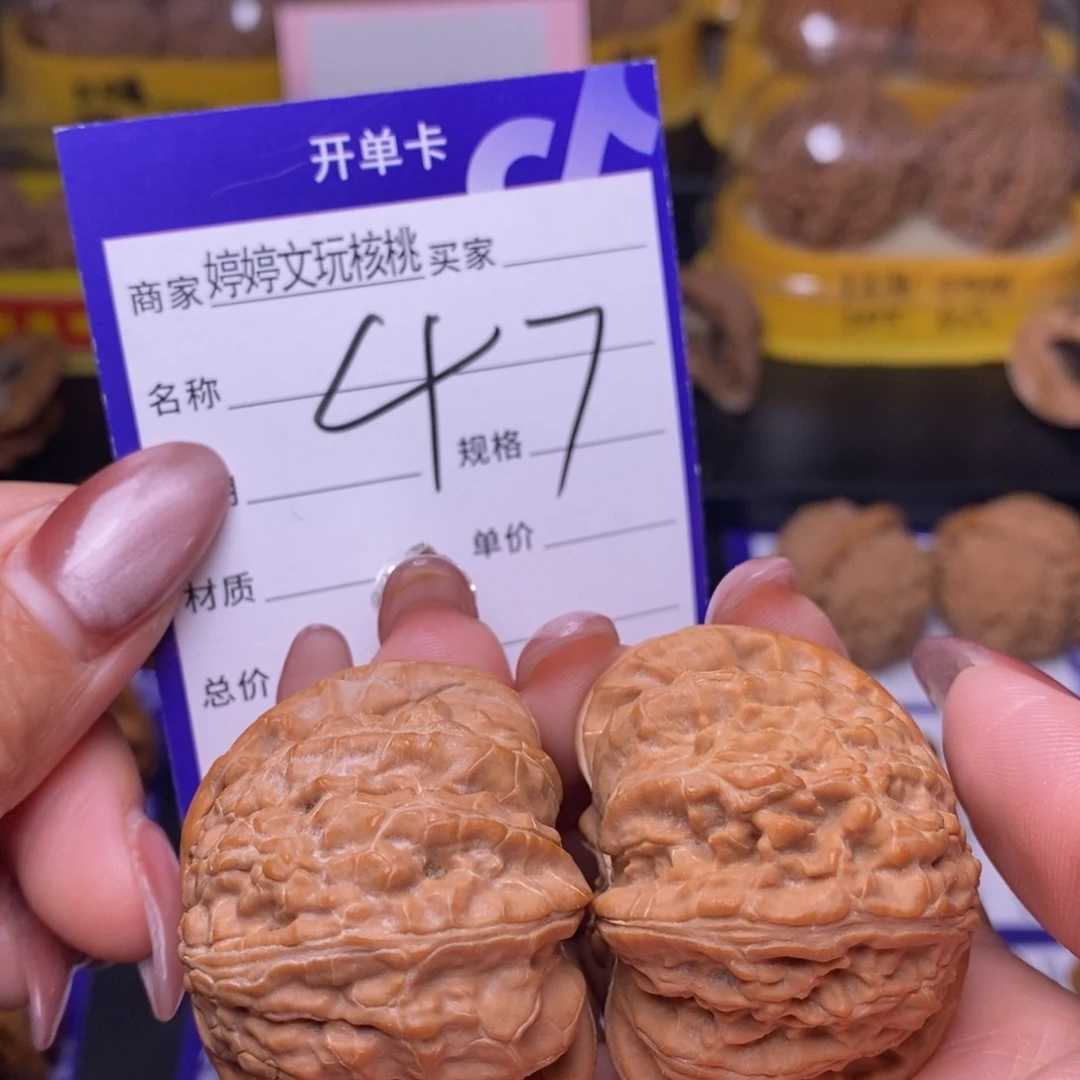 开单卡
商家 婷婷文玩核桃 买家
47
名称
规格
单价
材质
总价